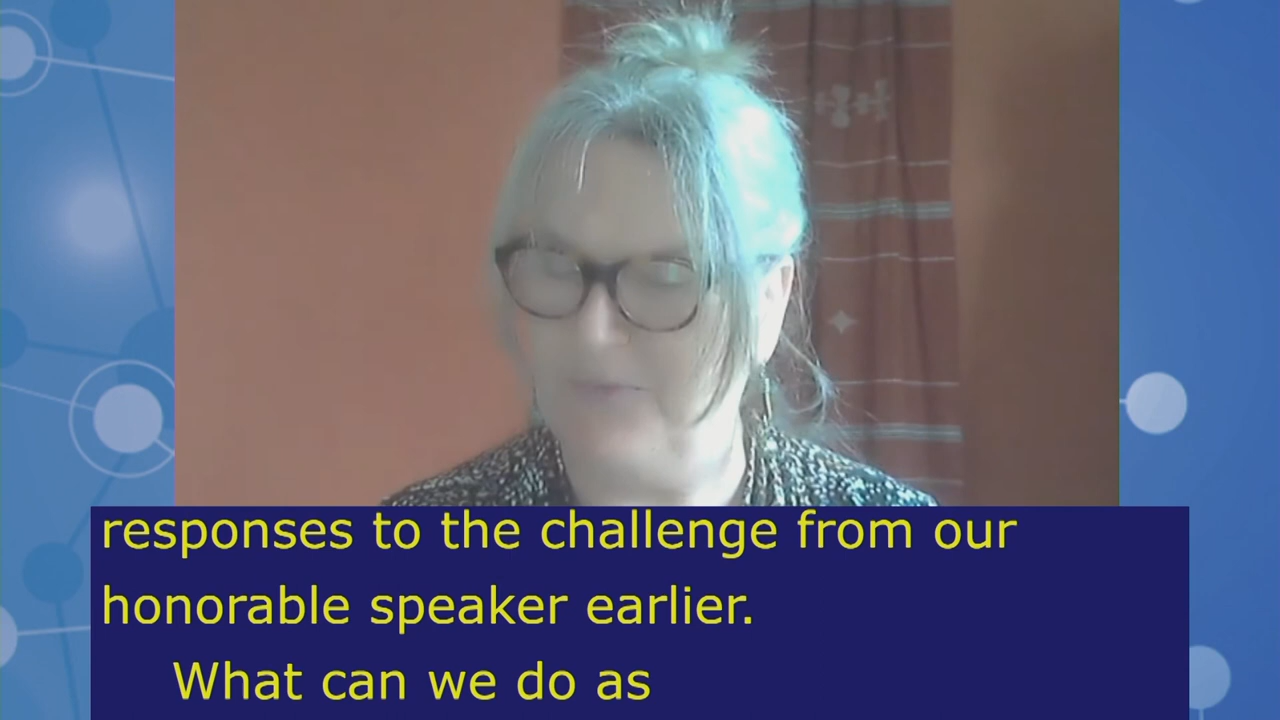 responses to the challenge from our
honorable speaker earlier.
What can we do as